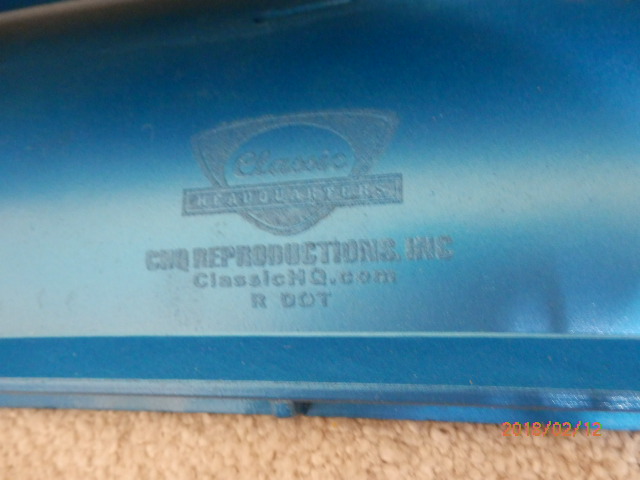 Classic
HEADQUARTERS
CHQ REPRODUCTIONS, INC
ClassicHQ.com
R DOT
2018/02/12